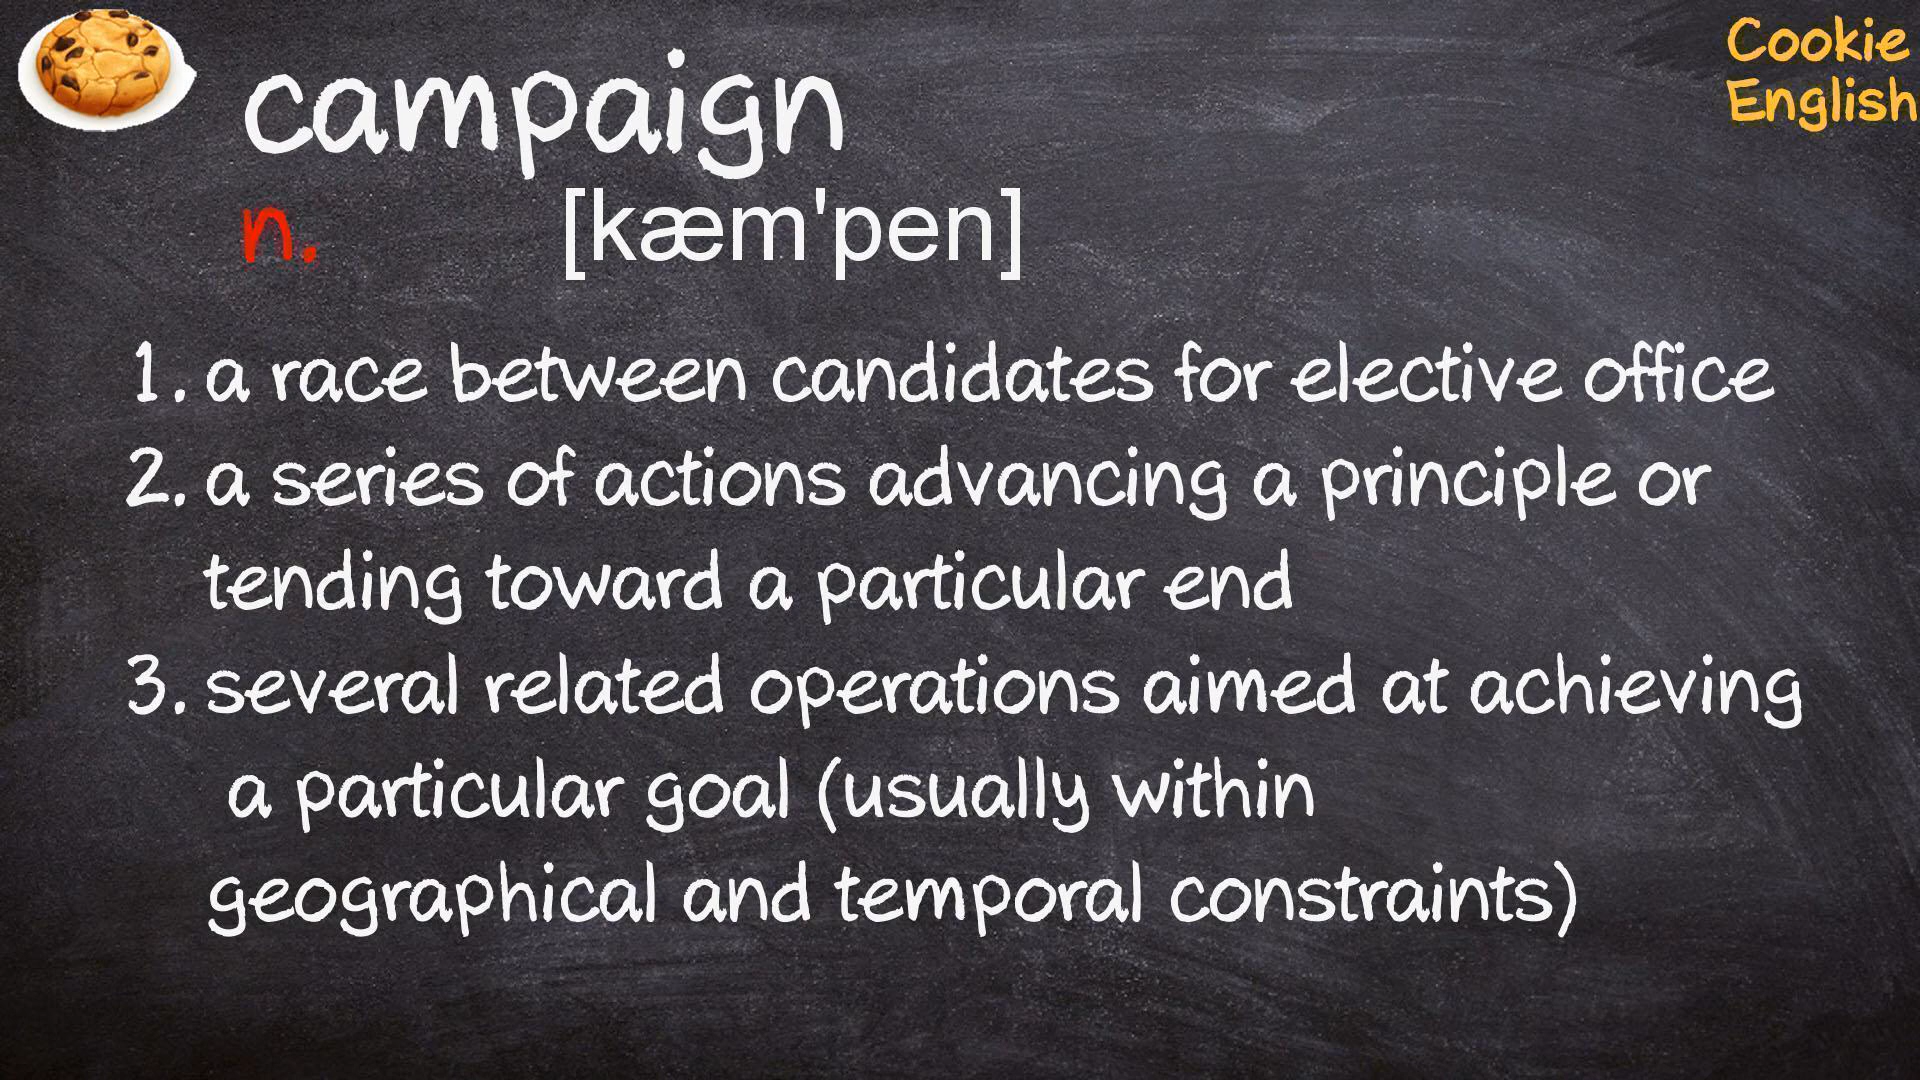 Cookie
English
campaign
n. [kæm'pen]
1. a race between candidates for elective office
2. a series of actions advancing a principle or
tending toward a particular end
3. several related operations aimed at achieving
a particular goal (usually within
geographical and temporal constraints)